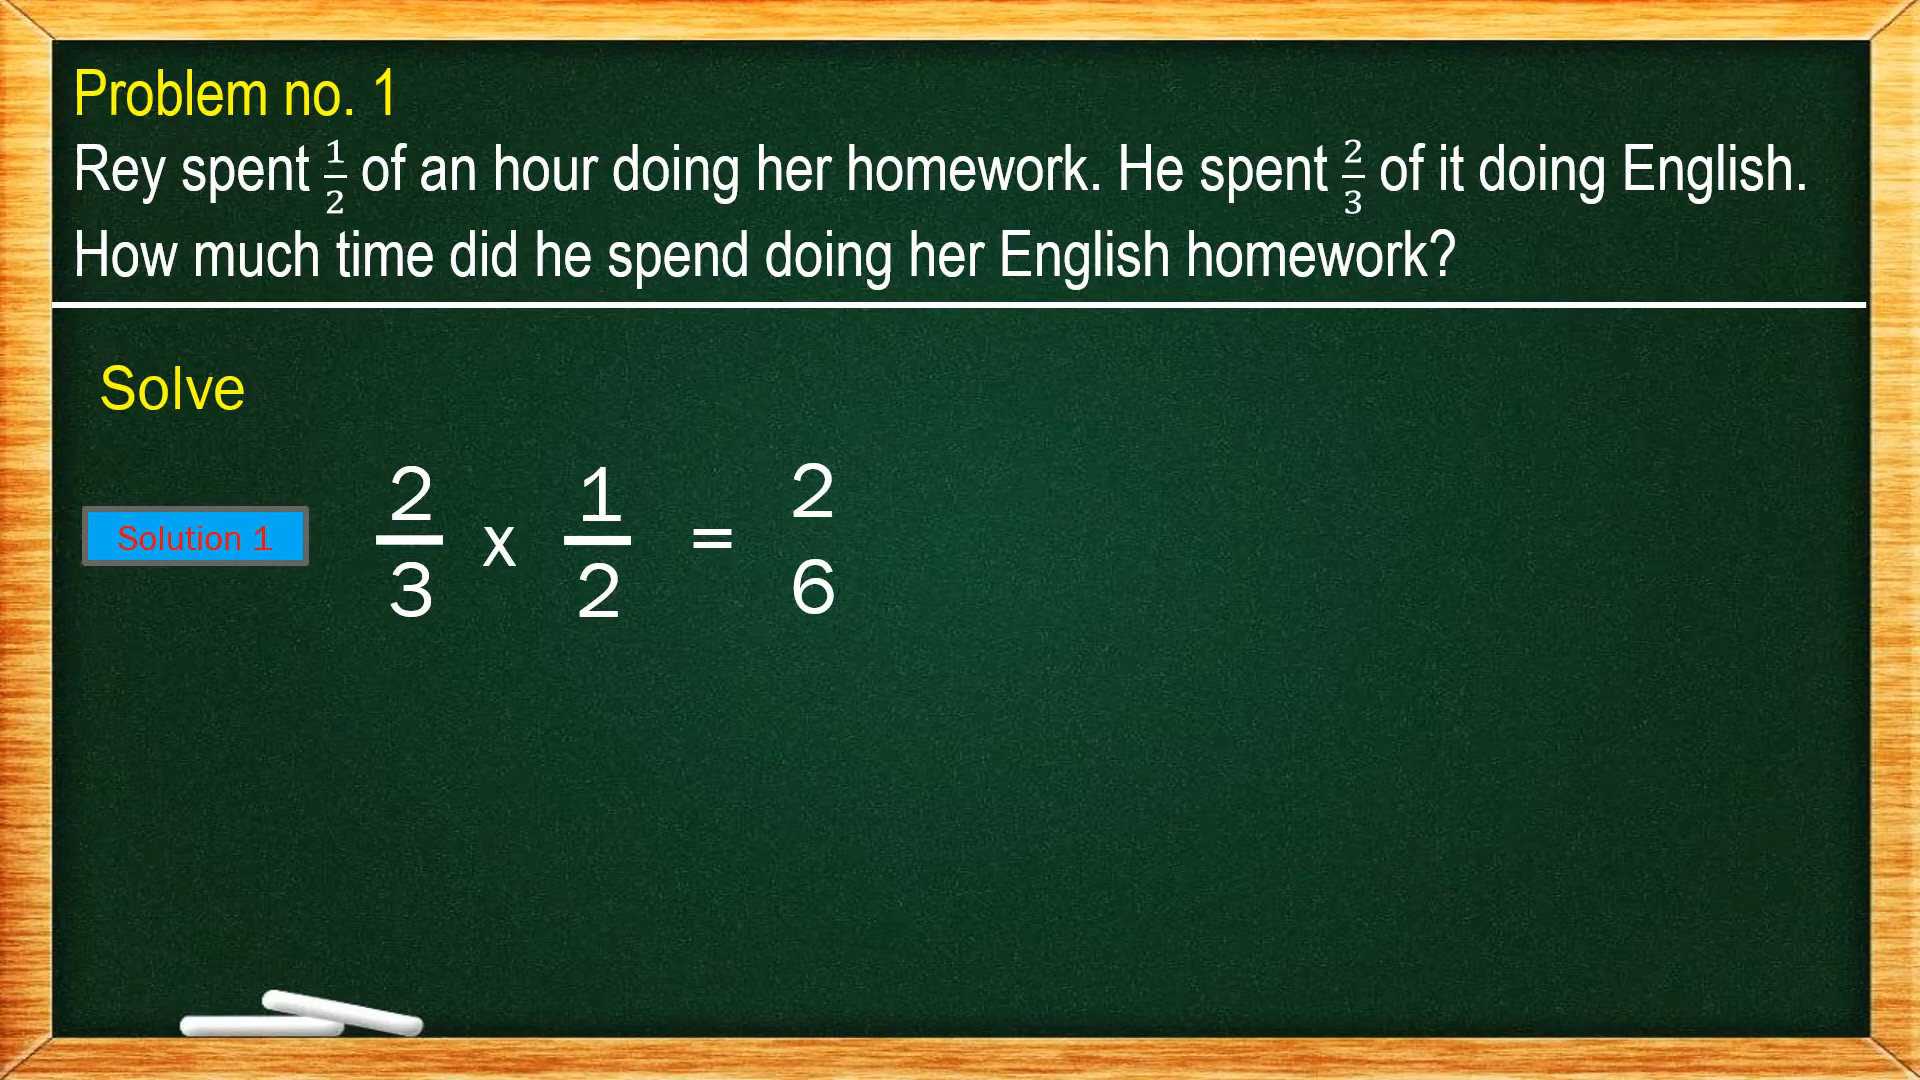 Problem no. 1
Rey spent 1/2 of an hour doing her homework. He spent 2/3 of it doing English.
How much time did he spend doing her English homework?
Solve
Solution 1
2/3 x 1/2 = 2 6